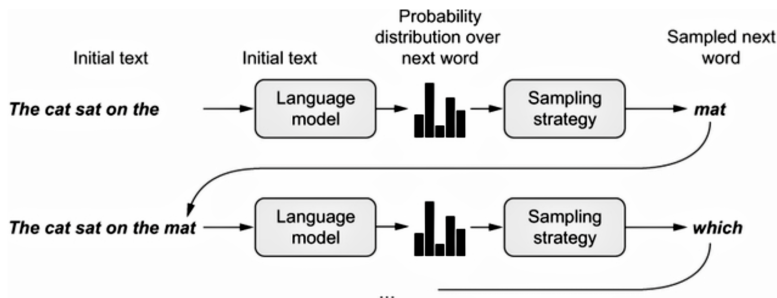 Probability
distribution over
next word
Sampled next
word
Initial text
Initial text
The cat sat on the
Language
model
Sampling
strategy
mat
The cat sat on the mat
Language
model
Sampling
strategy
which
...